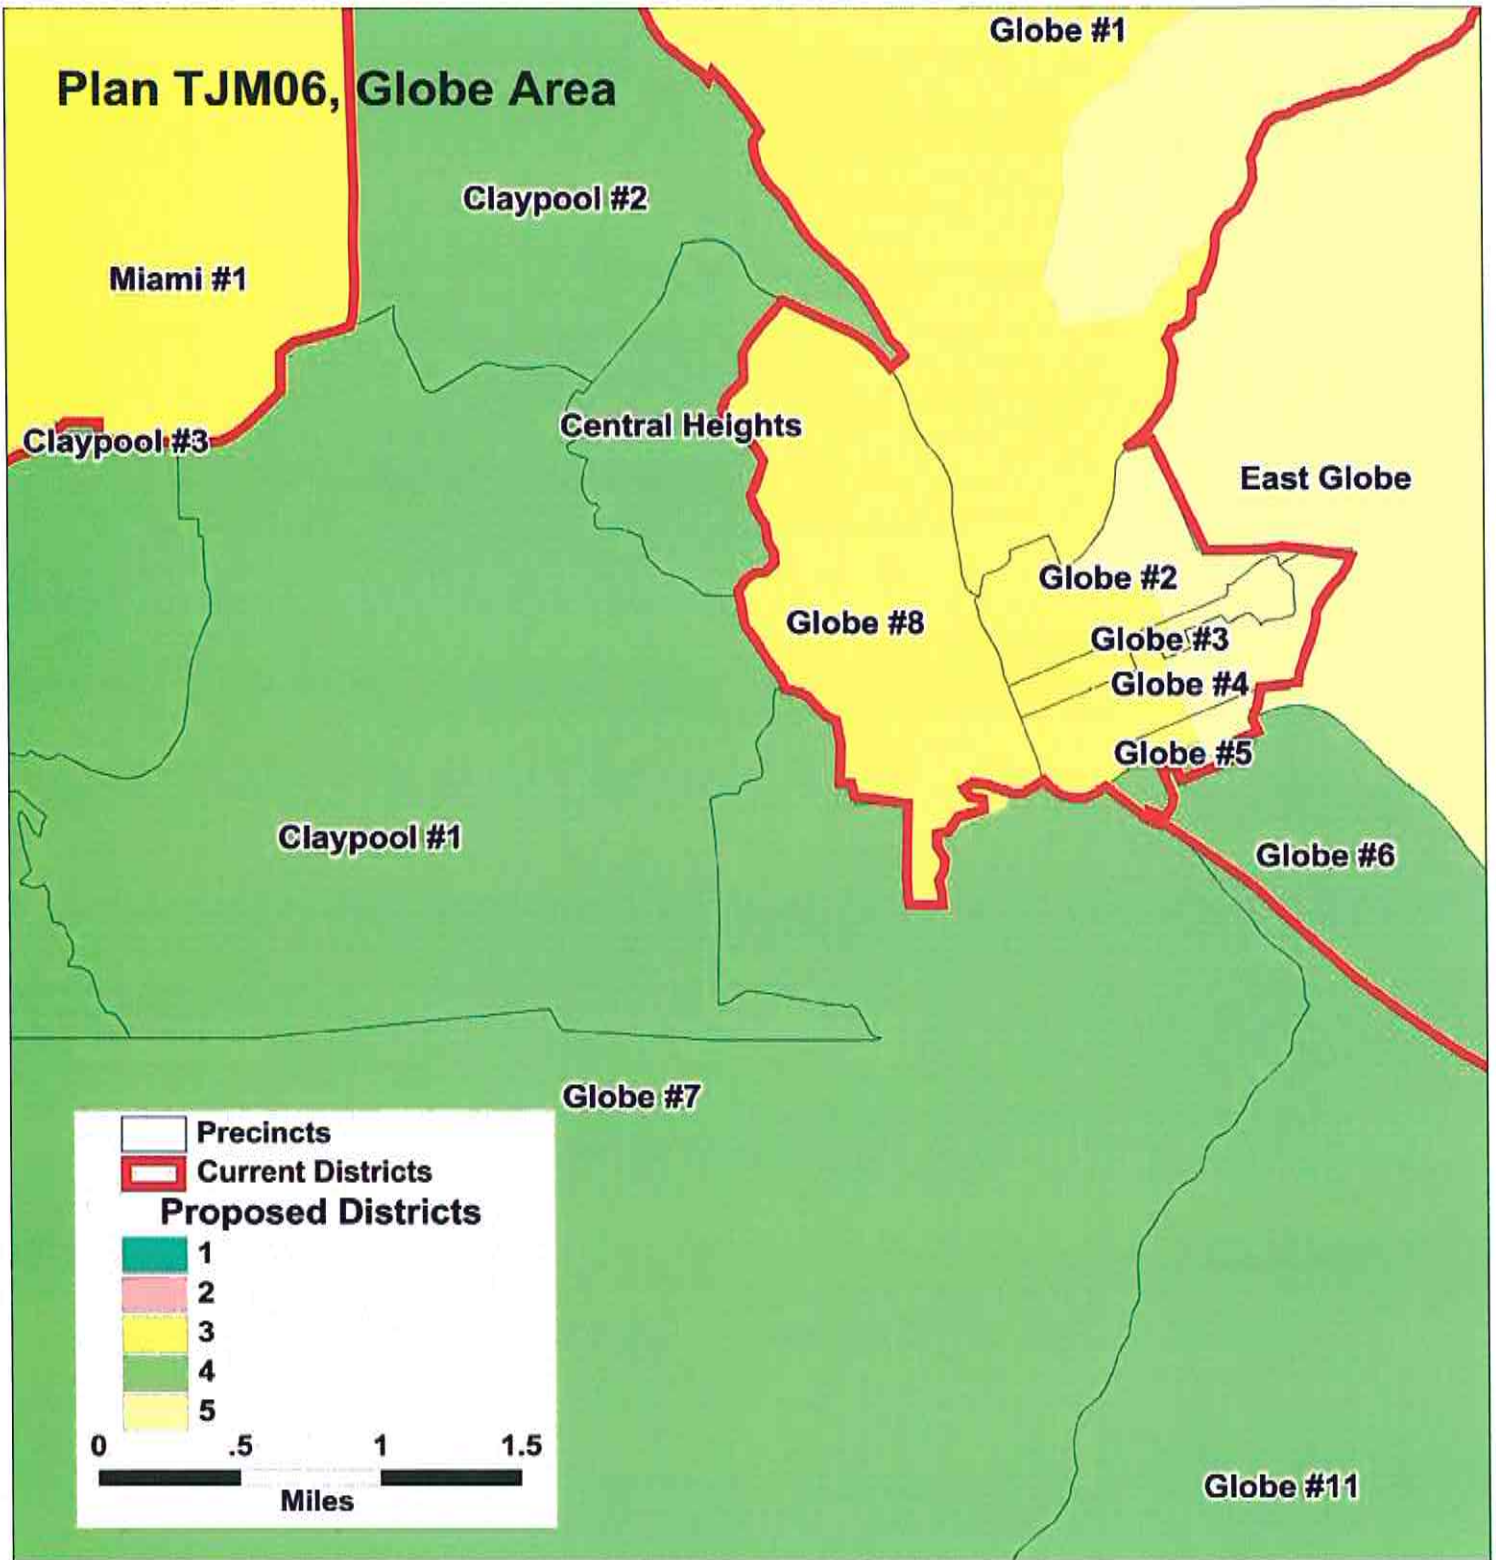 Globe #1
Plan TJM06, Globe Area
Claypool #2
Miami #1
Central Heights
Claypool #3
East Globe
Globe #2
Globe #8
Globe #3
Globe #4
Globe #5
Claypool #1
Globe #6
Globe #7
Precincts
Current Districts
Proposed Districts
1
2
3
4
5
0 .5 1 1.5
Miles
Globe #11